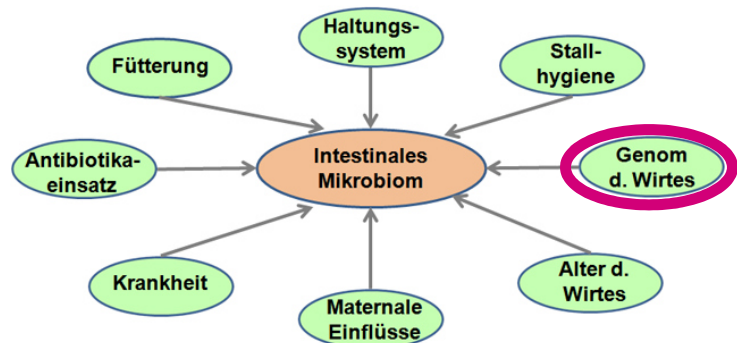 Haltungs-
system
Fütterung
Stall-
hygiene
Antibiotika-
einsatz
Intestinales
Mikrobiom
Genom
d. Wirtes
Krankheit
Maternale
Einflüsse
Alter d.
Wirtes